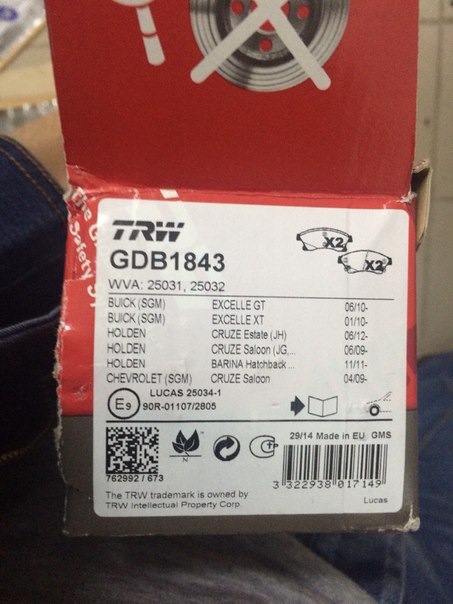 TRW
GDB1843
X2
X2
WVA: 25031, 25032
BUICK (SGM) EXCELLE GT 06/10-
BUICK (SGM) EXCELLE XT 01/10-
HOLDEN CRUZE Estate (JH) 06/12-
HOLDEN CRUZE Saloon (JG,... 06/09-
HOLDEN BARINA Hatchback... 11/11-
CHEVROLET (SGM) CRUZE Saloon 04/09-
LUCAS 25034-1
E9 90R-01107/2805
N
29/14 Made in EU GMS
762992 / 673
3 322938 017149
The TRW trademark is owned by
TRW Intellectual Property Corp.
Lucas
Safety